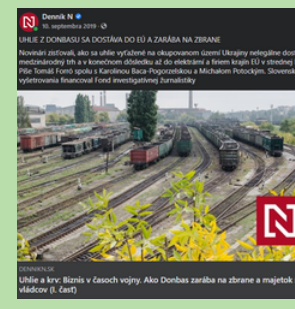 Denník N
10. septembra 2019
UHLIE Z DONBASU SA DOSTÁVA DO EÚ A ZARÁBA NA ZBRANE
Novinári zisťovali, ako sa uhlie vyťažené na okupovanom území Ukrajiny nelegálne
medzinárodný trh a v konečnom dôsledku až do elektrární a firiem krajín EÚ v strednej
Píše Tomáš Forró spolu s Karolinou Baca-Pogorzelskou a Michałom Potockým.
vyšetrovania financoval Fond investigatívnej žurnalistiky
N
N
DENNIKN.SK
Uhlie a krv: Biznis v časoch vojny. Ako Donbas zarába na zbrane a majetok
vládcov (I. časť)